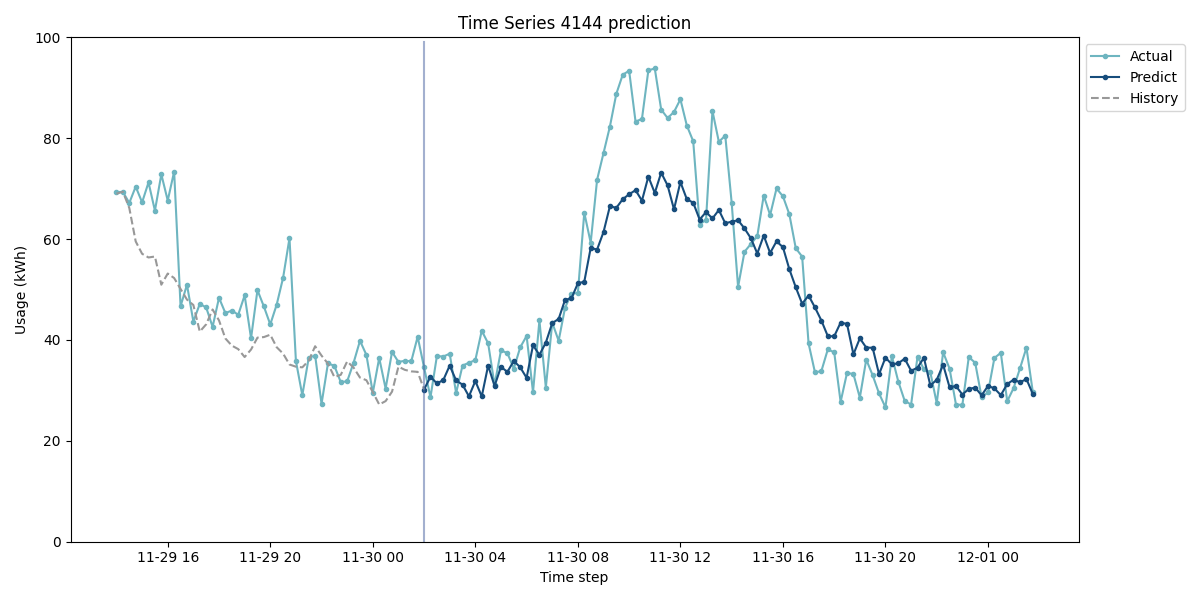 Time Series 4144 prediction
Usage (kWh)
100
80
60
40
20
0
11-29 16
11-29 20
11-30 00
11-30 04
11-30 08
11-30 12
11-30 16
11-30 20
12-01 00
Time step
Actual
Predict
History